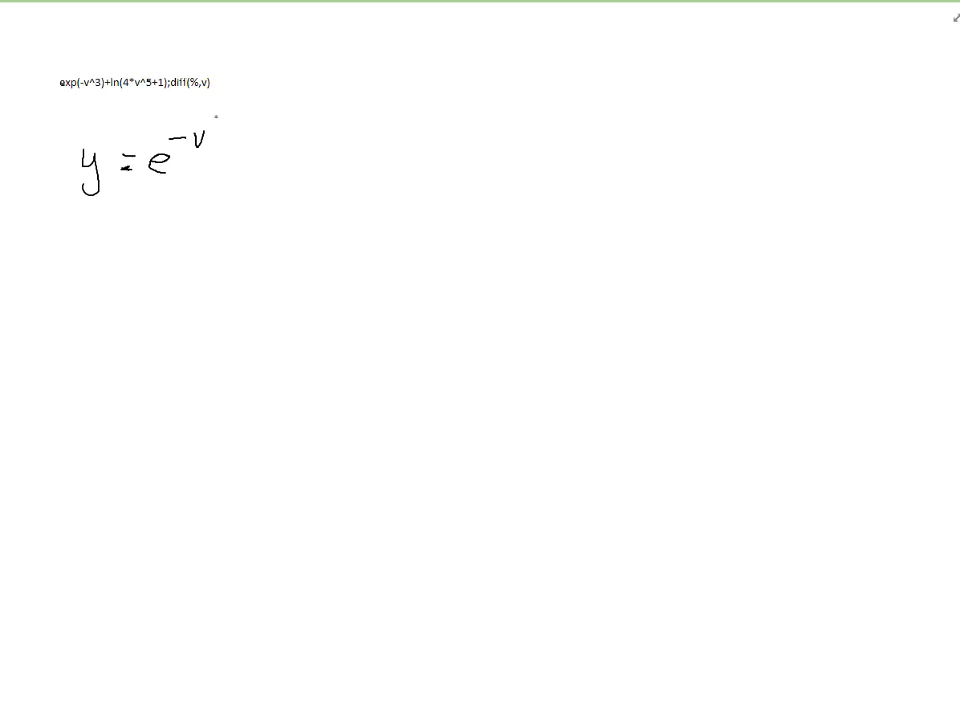 exp(-v^3)+ln(4*v^5+1);diff(%,v)
y = e^-v